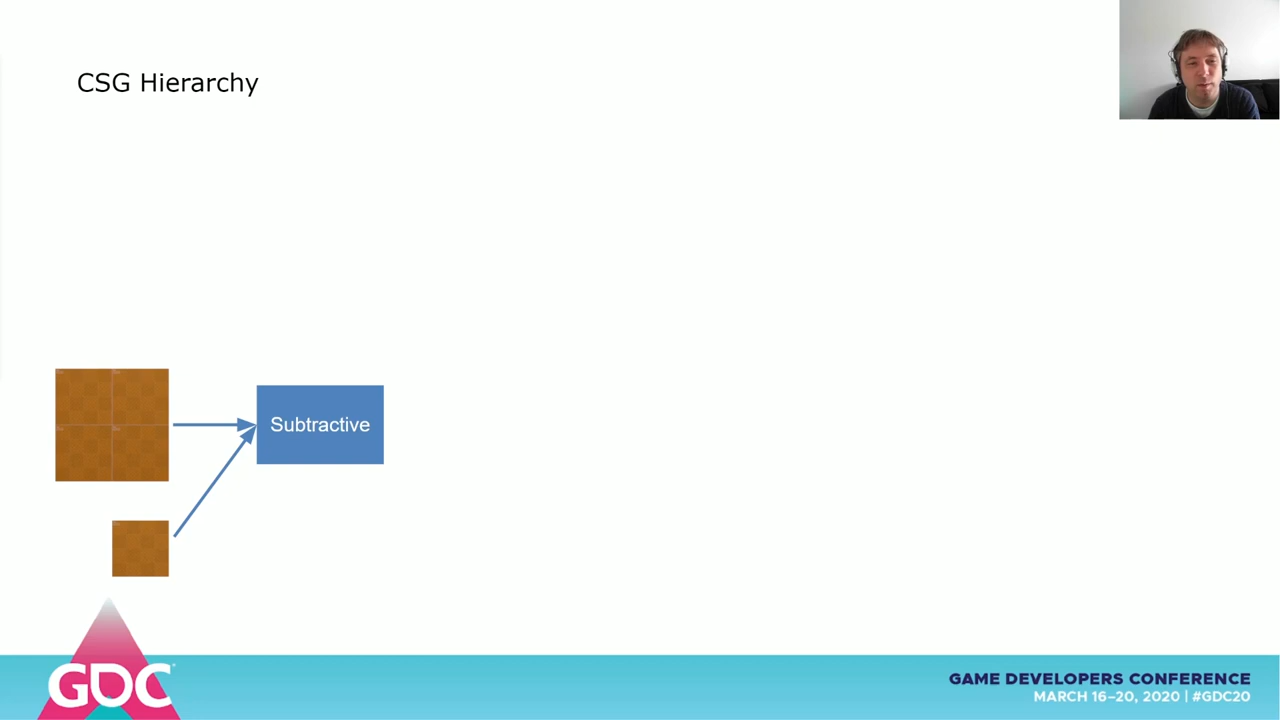 CSG Hierarchy
Subtractive
GDC
GAME DEVELOPERS CONFERENCE
MARCH 16–20, 2020 | #GDC20